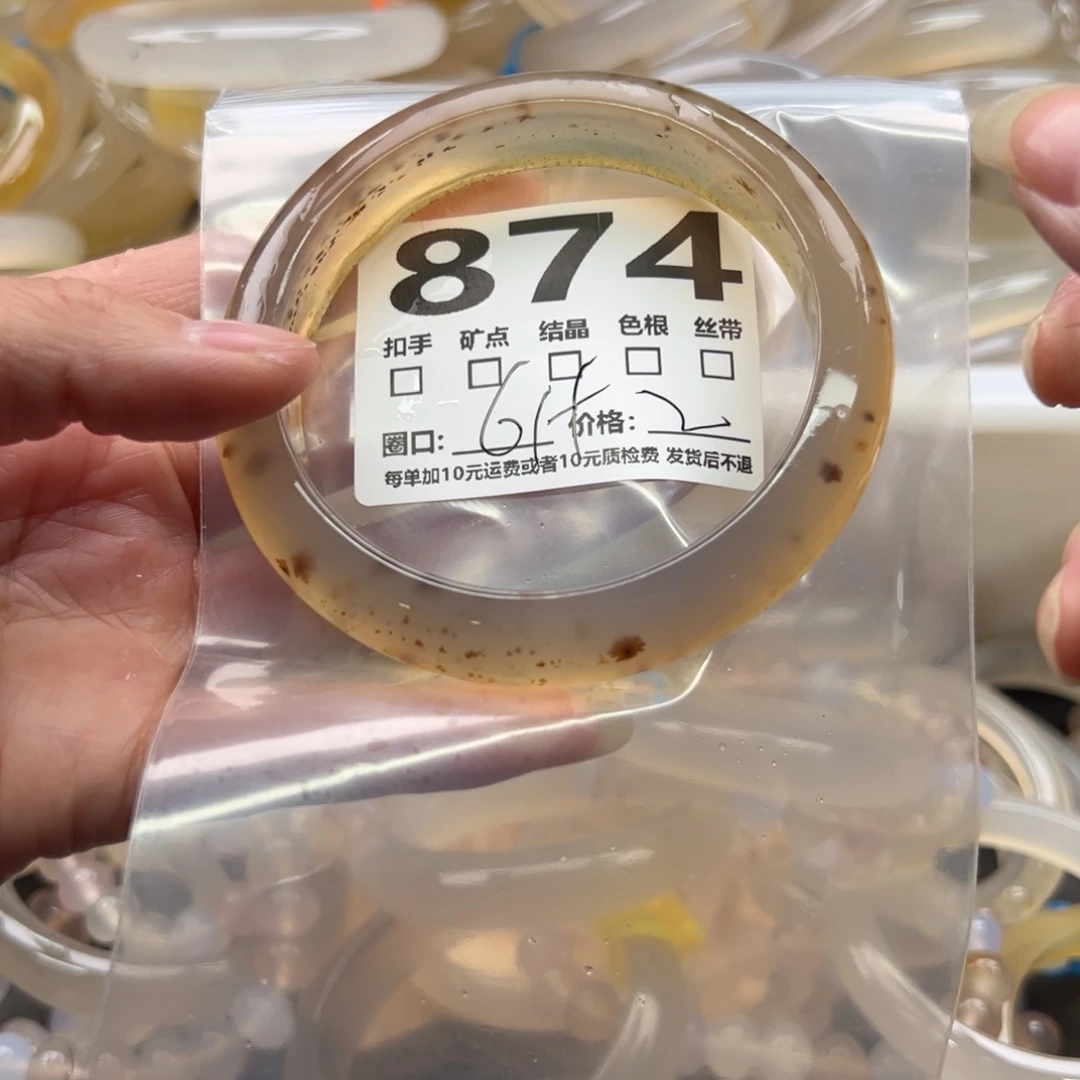 874
扣手 矿点 结晶 色根 丝带
圈口: 价格: 2
每单加10元运费或者10元质检费 发货后不退